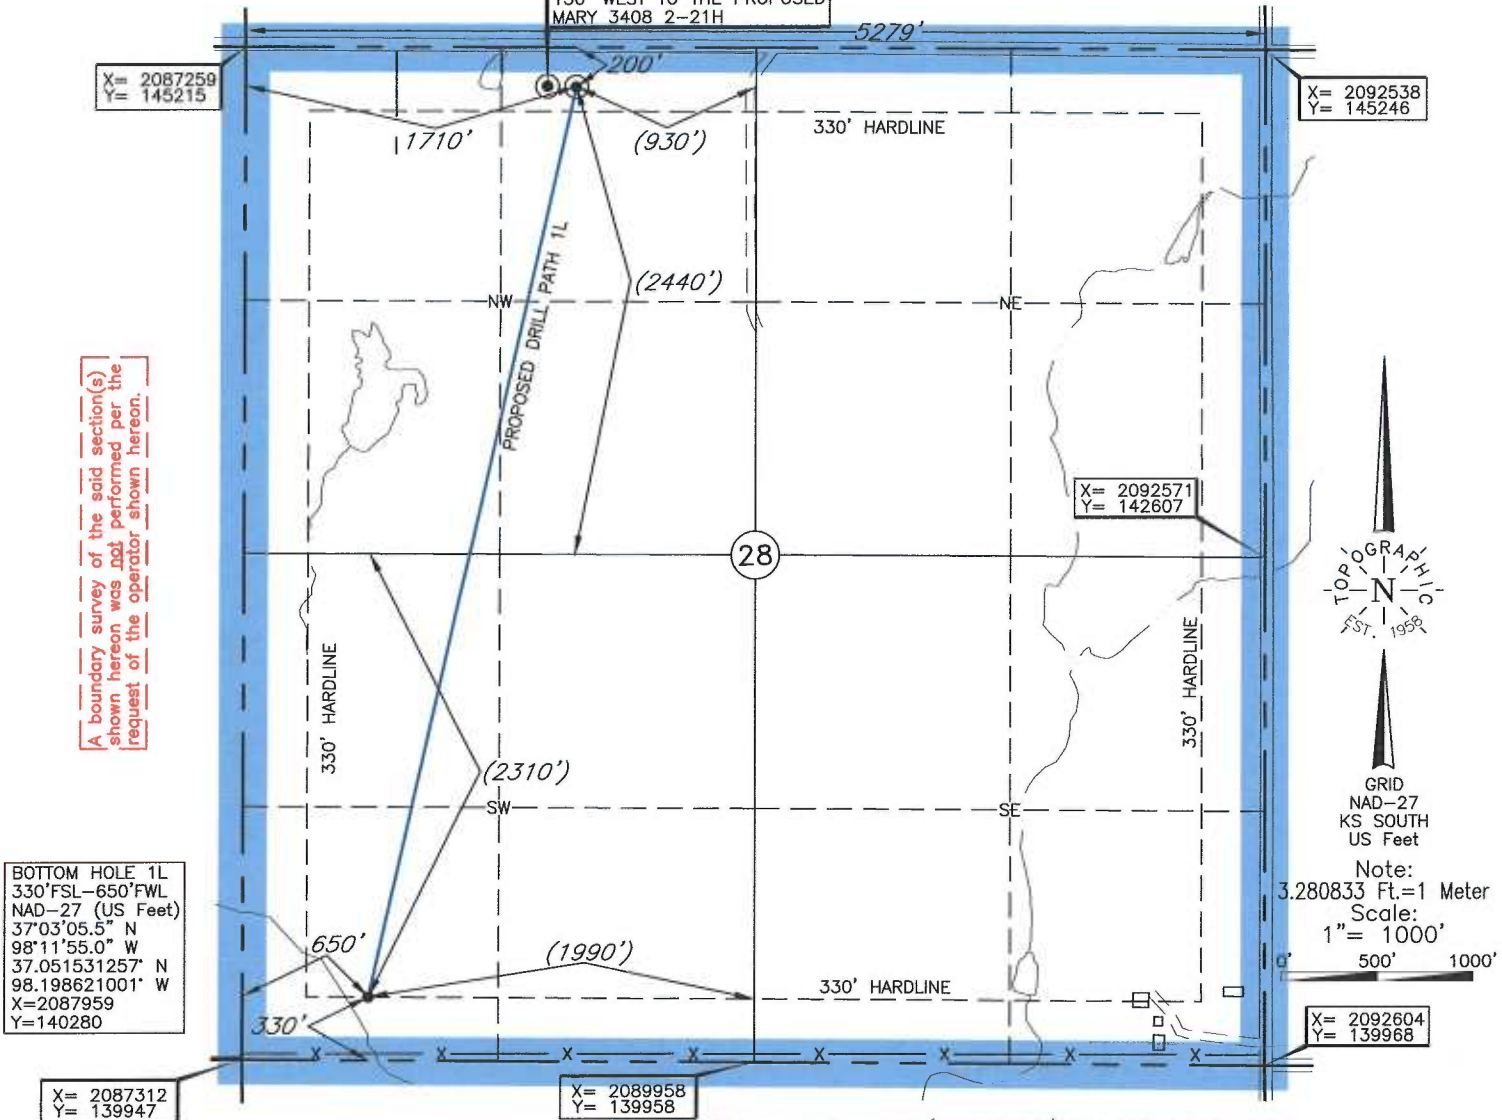 150' WEST TO THE PROPOSED
MARY 3408 2-21H
5279'
200'
X= 2087259
Y= 145215
X= 2092538
Y= 145246
1710'
(930')
330' HARDLINE
PROPOSED DRILL PATH 1L
(2440')
NW
NE
A boundary survey of the said section(s)
shown hereon was not performed per the
request of the operator shown hereon.
X= 2092571
Y= 142607
28
TOPOGRAPHIC
N
EST. 1958
330' HARDLINE
330' HARDLINE
(2310')
SW
SE
GRID
NAD-27
KS SOUTH
US Feet
Note:
3.280833 Ft.=1 Meter
Scale:
1"= 1000'
0' 500' 1000'
BOTTOM HOLE 1L
330'FSL-650'FWL
NAD-27 (US Feet)
37°03'05.5" N
98°11'55.0" W
37.051531257° N
98.198621001° W
X=2087959
Y=140280
650'
(1990')
330' HARDLINE
330'
X X X X X X X X
X= 2092604
Y= 139968
X= 2087312
Y= 139947
X= 2089958
Y= 139958